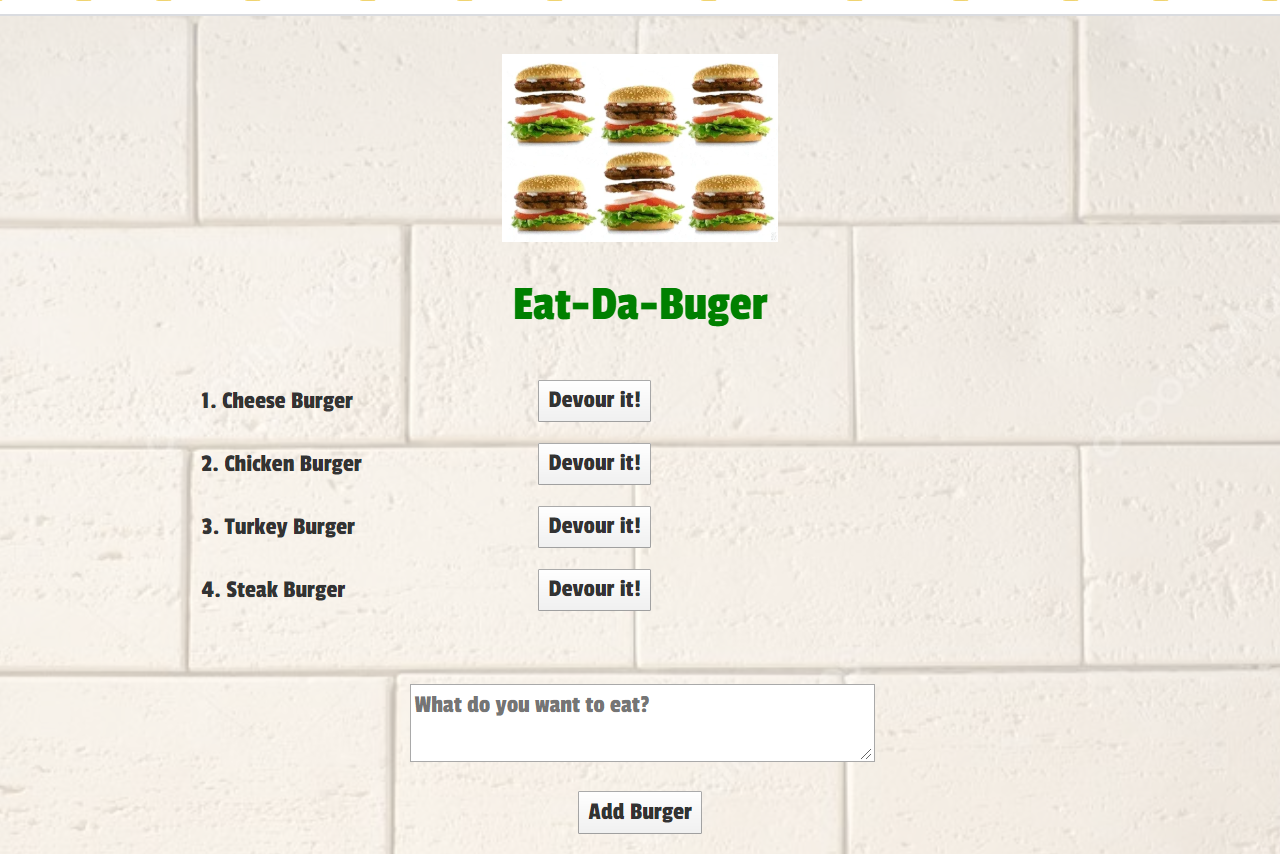 Eat-Da-Buger
1. Cheese Burger Devour it!
2. Chicken Burger Devour it!
3. Turkey Burger Devour it!
4. Steak Burger Devour it!
What do you want to eat?
Add Burger